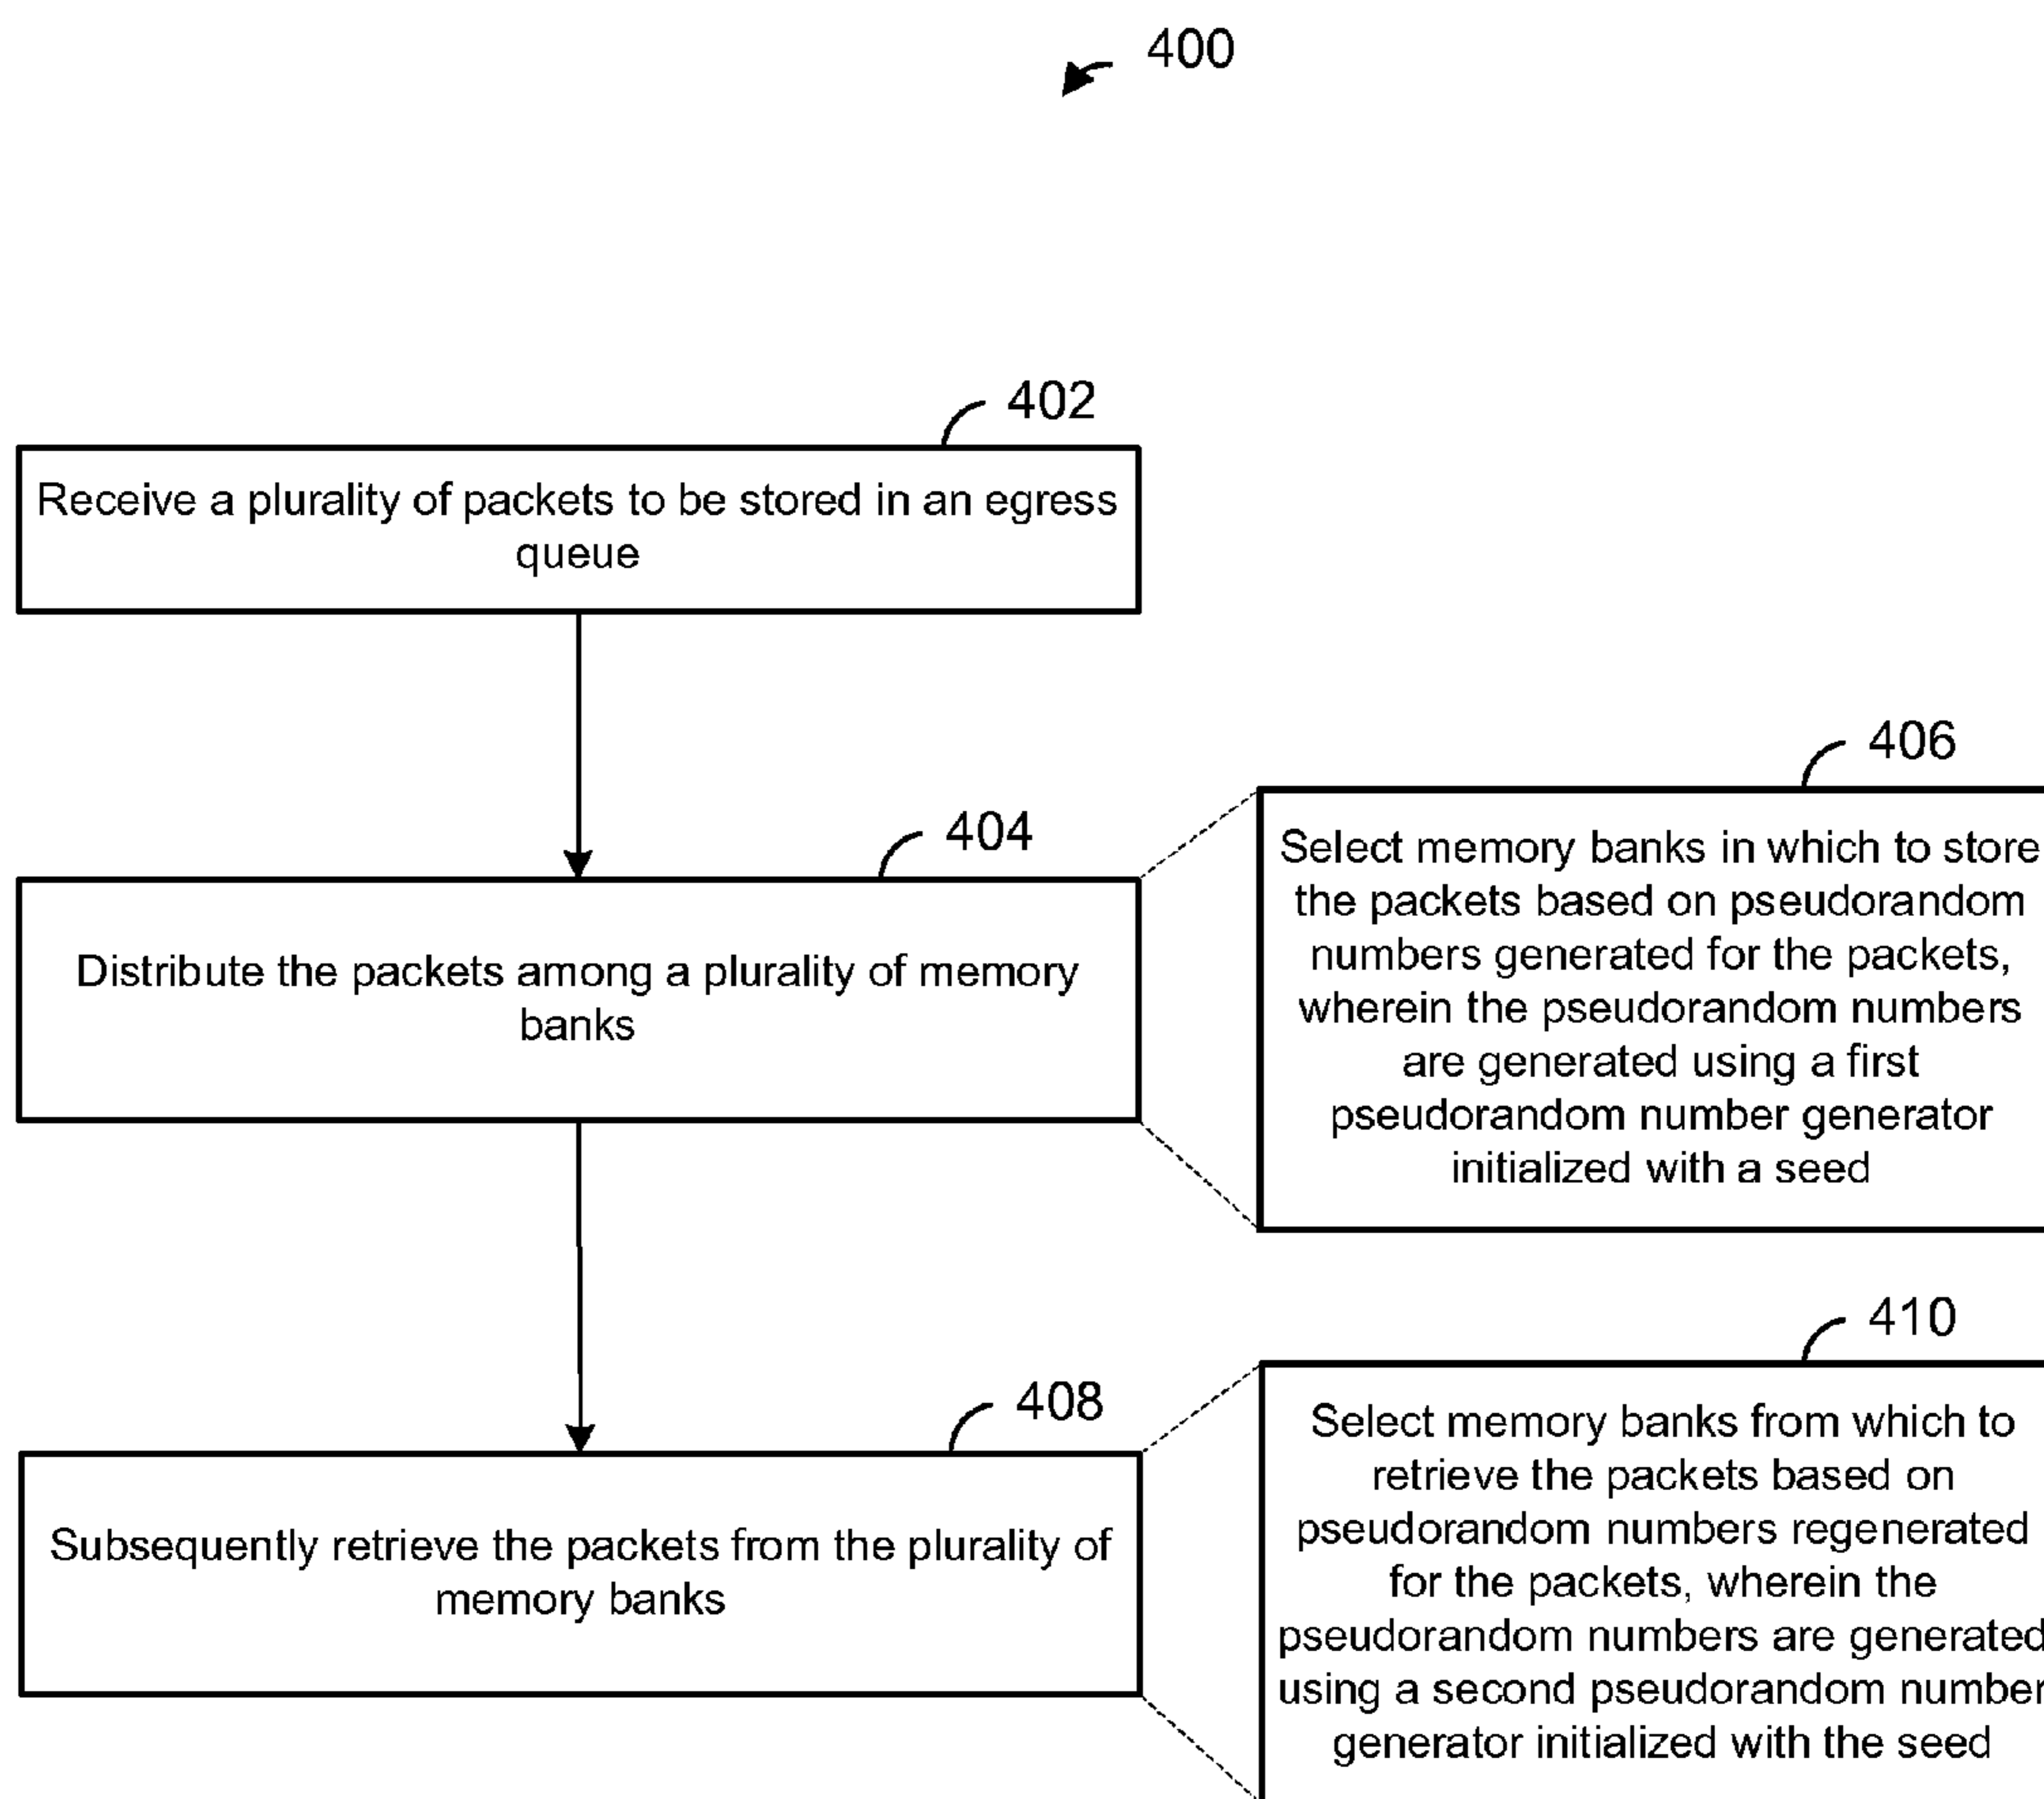 400
402
Receive a plurality of packets to be stored in an egress
queue
404
Distribute the packets among a plurality of memory
banks
406
Select memory banks in which to store
the packets based on pseudorandom
numbers generated for the packets,
wherein the pseudorandom numbers
are generated using a first
pseudorandom number generator
initialized with a seed
408
Subsequently retrieve the packets from the plurality of
memory banks
410
Select memory banks from which to
retrieve the packets based on
pseudorandom numbers regenerated
for the packets, wherein the
pseudorandom numbers are generated
using a second pseudorandom number
generator initialized with the seed